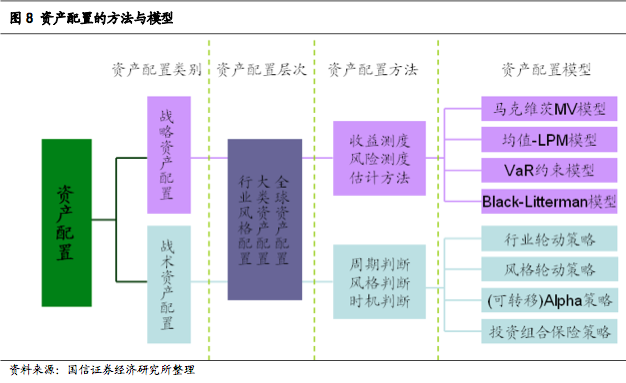 图 8 资产配置的方法与模型
资产配置类别
资产配置层次
资产配置方法
资产配置模型
资产配置
战略资产配置
战术资产配置
全球资产配置
大类资产配置
行业风格配置
收益测度
风险测度
估计方法
周期判断
风格判断
时机判断
马克维茨MV模型
均值-LPM模型
VaR约束模型
Black-Litterman模型
行业轮动策略
风格轮动策略
(可转移)Alpha策略
投资组合保险策略
资料来源：国信证券经济研究所整理